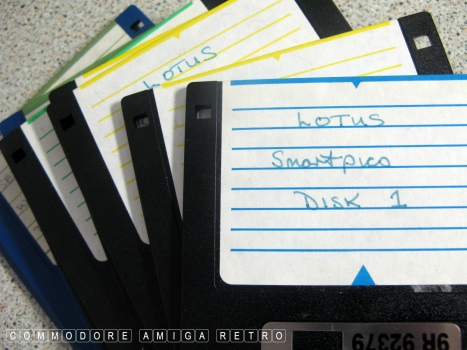 LOTUS
LOTUS
Smartpics
DISK 1
9R 92379
COMMODORE AMIGA RETRO